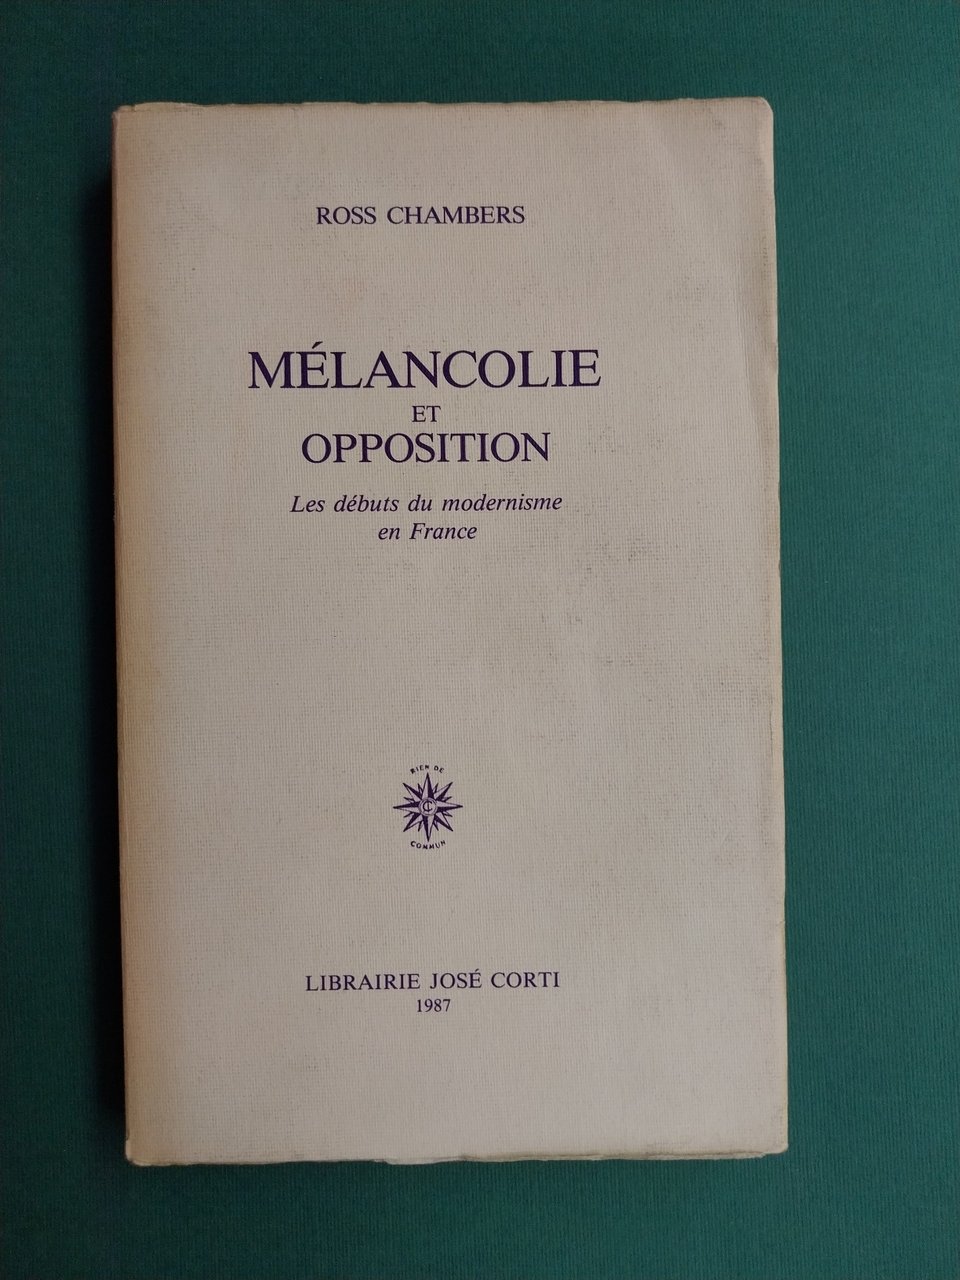 ROSS CHAMBERS
MÉLANCOLIE
ET
OPPOSITION
Les débuts du modernisme
en France
RIEN DE
COMMUN
LIBRAIRIE JOSÉ CORTI
1987